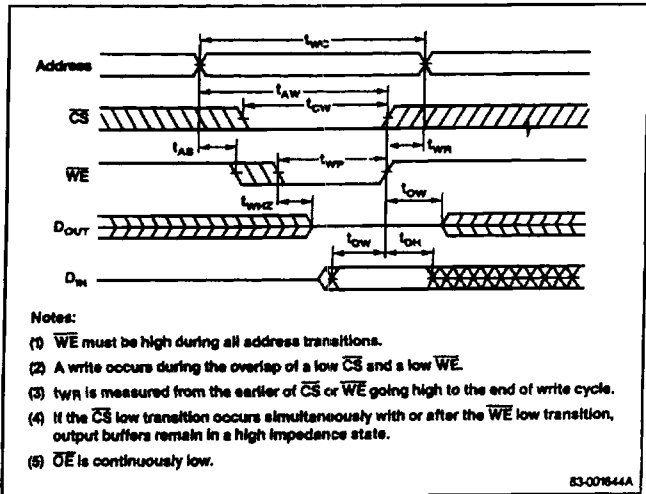 tWC
Address
tAW
tCW
CS
tAS
tWP
tWR
WE
tWHZ
tOW
DOUT
tDW
tDH
DIN
Notes:
(1) WE must be high during all address transitions.
(2) A write occurs during the overlap of a low CS and a low WE.
(3) tWR is measured from the earlier of CS or WE going high to the end of write cycle.
(4) If the CS low transition occurs simultaneously with or after the WE low transition,
output buffers remain in a high impedance state.
(5) OE is continuously low.
83-001644A